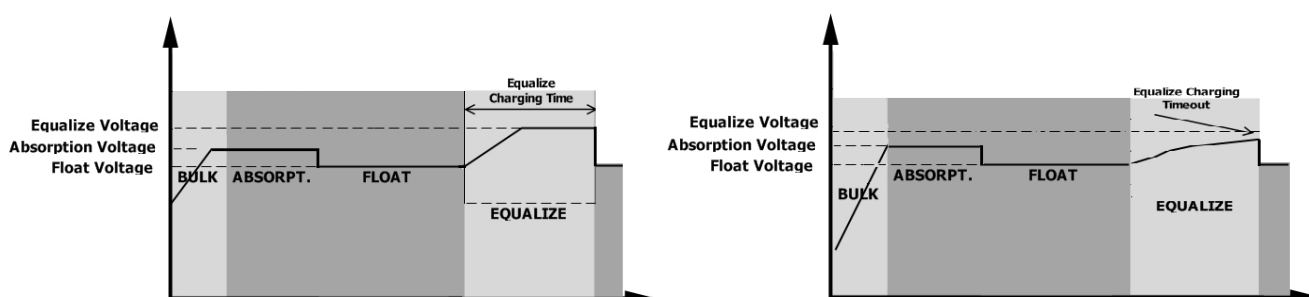 Equalize
Charging Time
Equalize Voltage
Absorption Voltage
Float Voltage
BULK
ABSORPT.
FLOAT
EQUALIZE
Equalize Charging
Timeout
Equalize Voltage
Absorption Voltage
Float Voltage
BULK
ABSORPT.
FLOAT
EQUALIZE